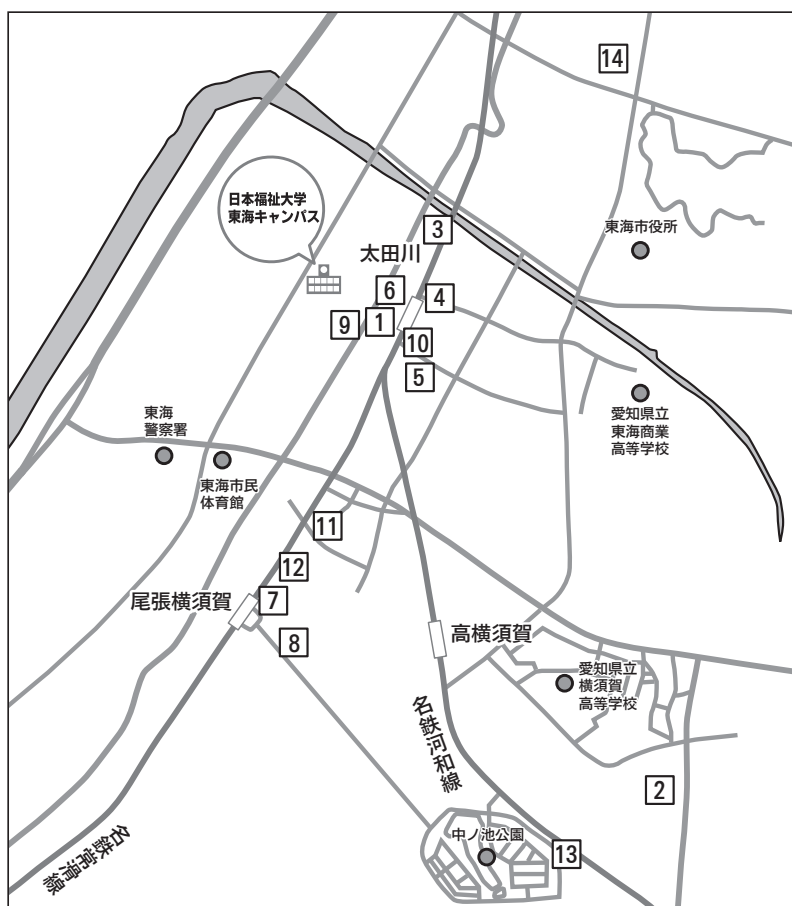 14
日本福祉大学
東海キャンパス
3
東海市役所
太田川
6
4
9
1
10
5
愛知県立
東海商業
高等学校
東海
警察署
東海市民
体育館
11
12
尾張横須賀
7
8
高横須賀
愛知県立
横須賀
高等学校
名鉄河和線
2
中ノ池公園
13
名鉄常滑線